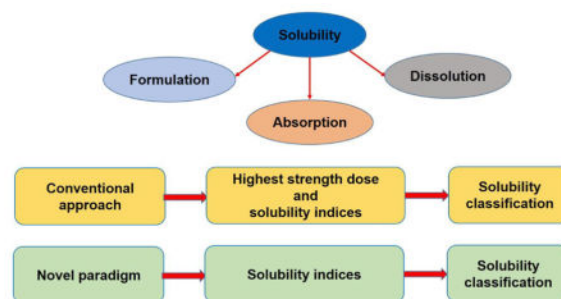 Solubility
Formulation
Dissolution
Absorption
Conventional
approach
Highest strength dose
and
solubility indices
Solubility
classification
Novel paradigm
Solubility indices
Solubility
classification